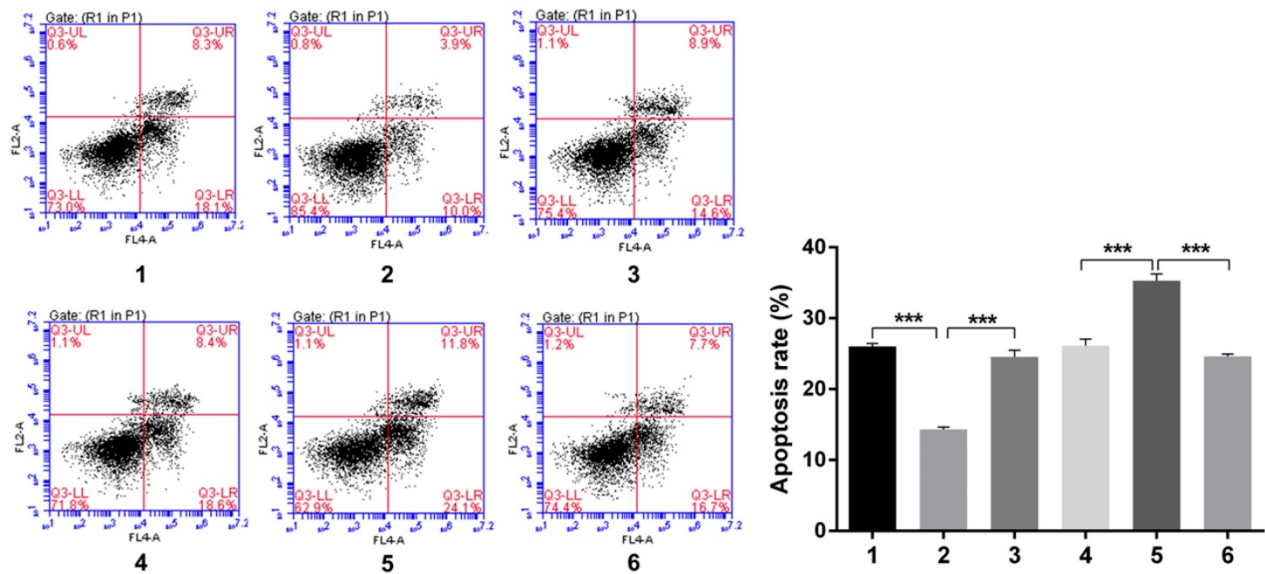 Gate: (R1 in P1)
Q3-UL Q3-UR
0.6% 8.3%
FL2-A
Q3-LL Q3-LR
73.0% 18.1%
FL4-A
1
Gate: (R1 in P1)
Q3-UL Q3-UR
0.8% 3.9%
FL2-A
Q3-LL Q3-LR
85.4% 10.0%
FL4-A
2
Gate: (R1 in P1)
Q3-UL Q3-UR
1.1% 8.9%
FL2-A
Q3-LL Q3-LR
75.4% 14.6%
FL4-A
3
Gate: (R1 in P1)
Q3-UL Q3-UR
1.1% 8.4%
FL2-A
Q3-LL Q3-LR
71.8% 18.6%
FL4-A
4
Gate: (R1 in P1)
Q3-UL Q3-UR
1.1% 11.8%
FL2-A
Q3-LL Q3-LR
62.9% 24.1%
FL4-A
5
Gate: (R1 in P1)
Q3-UL Q3-UR
1.2% 7.7%
FL2-A
Q3-LL Q3-LR
74.4% 16.7%
FL4-A
6
Apoptosis rate (%)
40
30
20
10
0
*** *** *** ***
1 2 3 4 5 6